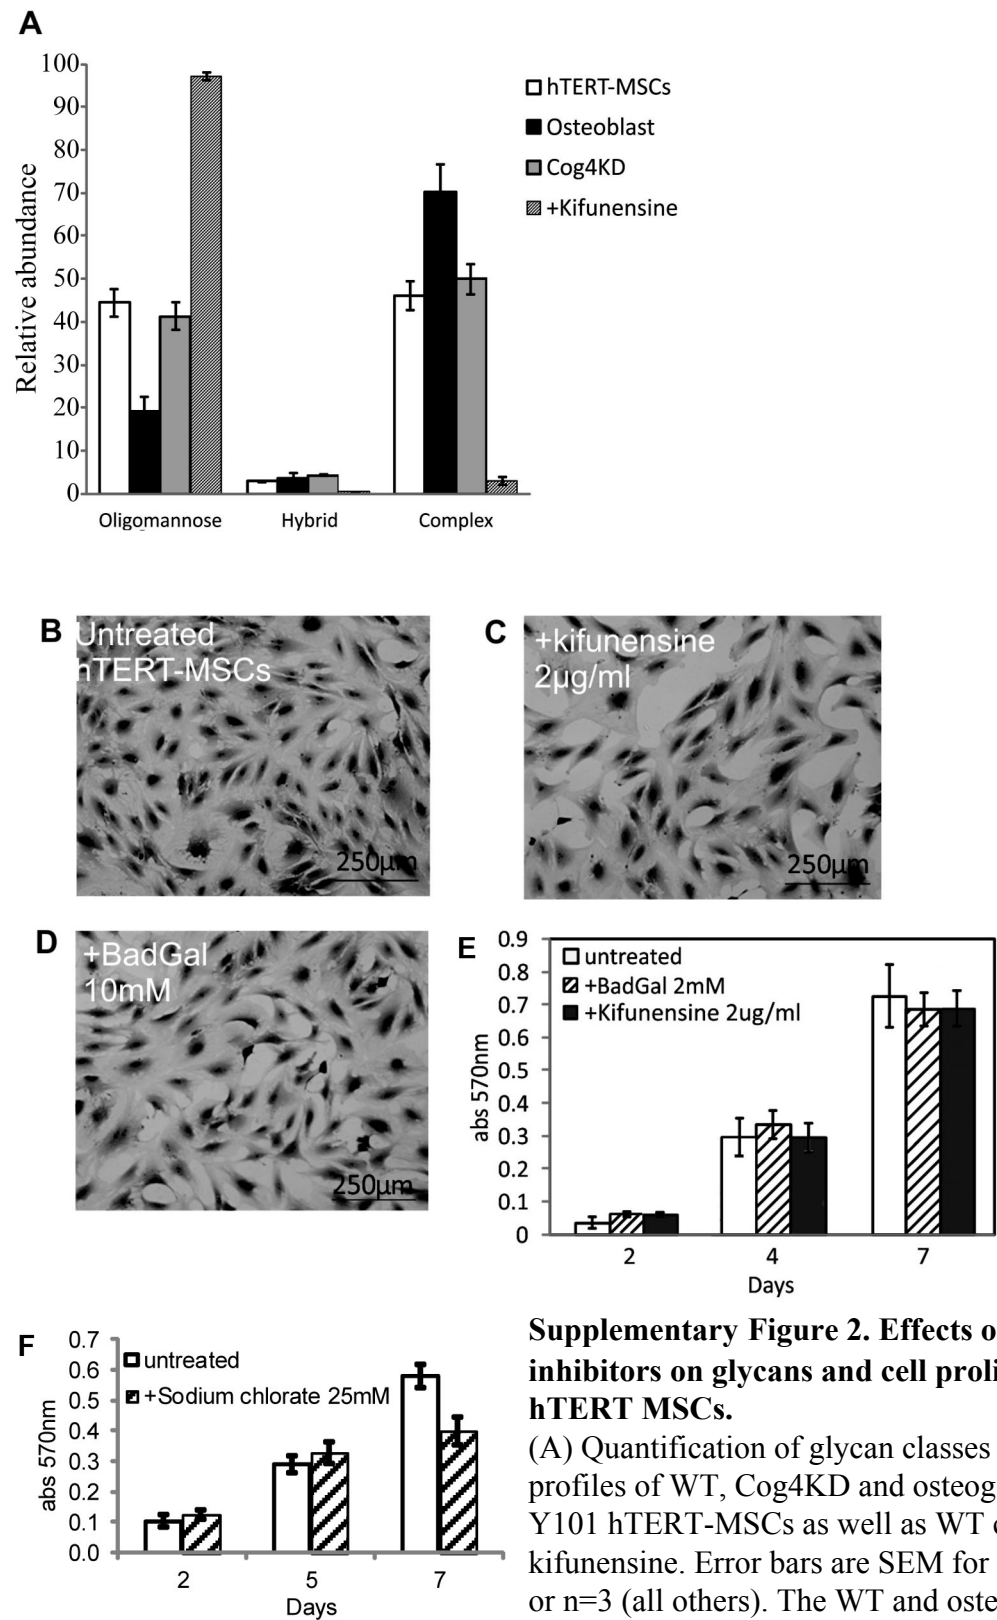 A
100
90
80
70
60
50
40
30
20
10
0
Relative abundance
hTERT-MSCs
Osteoblast
Cog4KD
+Kifunensine
Oligomannose
Hybrid
Complex
B
Untreated
hTERT-MSCs
250µm
C
+kifunensine
2µg/ml
250µm
D
+BadGal
10mM
250µm
E
0.9
0.8
0.7
0.6
0.5
0.4
0.3
0.2
0.1
0
abs 570nm
untreated
+BadGal 2mM
+Kifunensine 2ug/ml
2
4
7
Days
F
0.7
0.6
0.5
0.4
0.3
0.2
0.1
0.0
abs 570nm
untreated
+Sodium chlorate 25mM
2
5
7
Days
Supplementary Figure 2. Effects o
inhibitors on glycans and cell proli
hTERT MSCs.
(A) Quantification of glycan classes
profiles of WT, Cog4KD and osteog
Y101 hTERT-MSCs as well as WT
kifunensine. Error bars are SEM for
or n=3 (all others). The WT and oste